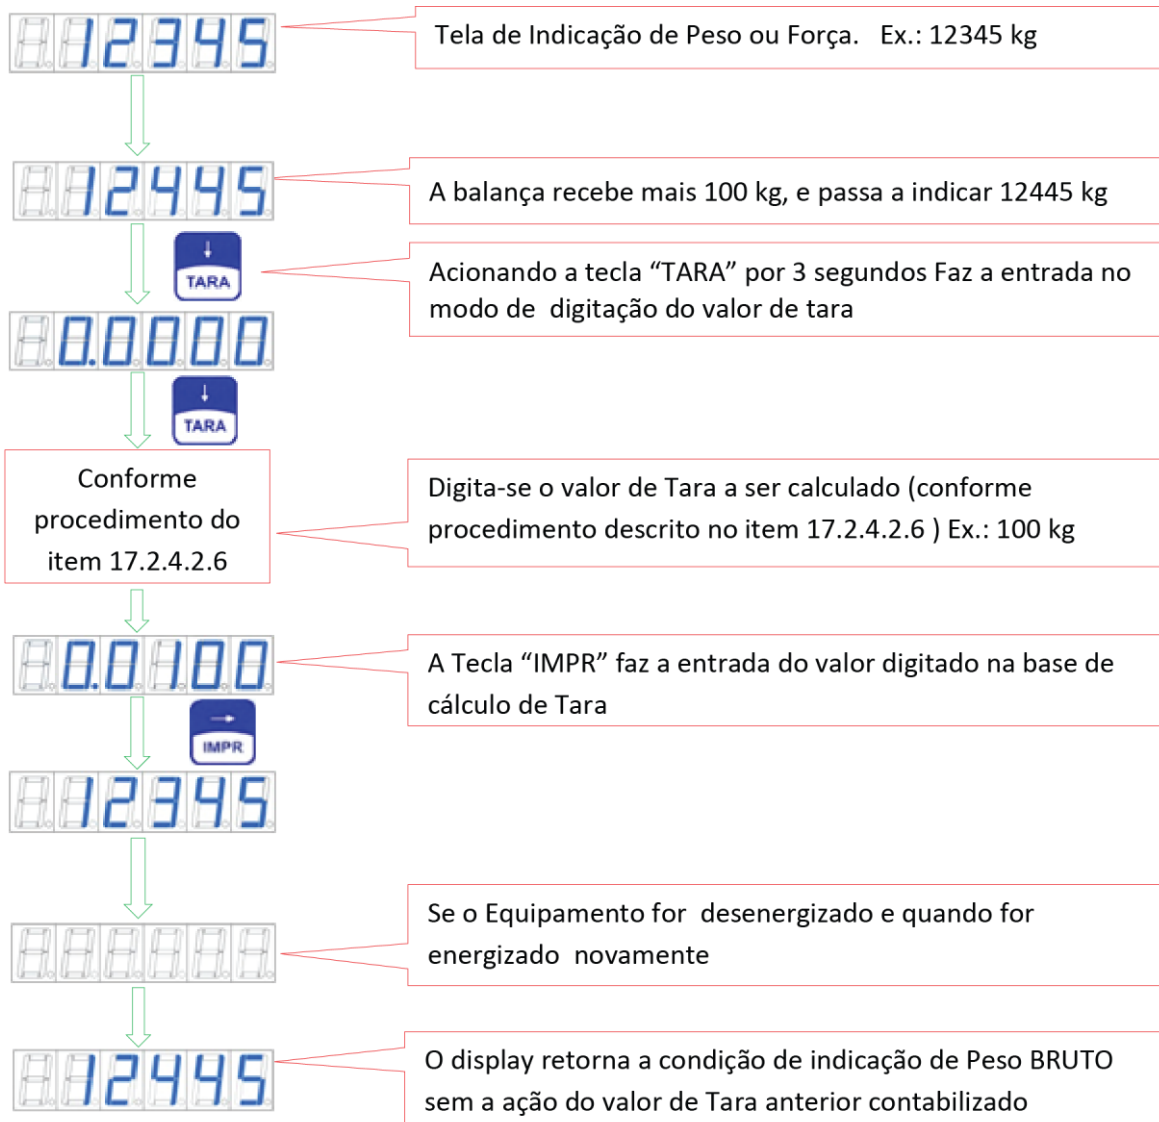 12345
Tela de Indicação de Peso ou Força.   Ex.: 12345 kg
12445
A balança recebe mais 100 kg, e passa a indicar 12445 kg
TARA
Acionando a tecla “TARA” por 3 segundos Faz a entrada no
modo de  digitação do valor de tara
0.0000
TARA
Conforme
procedimento do
item 17.2.4.2.6
Digita-se o valor de Tara a ser calculado (conforme
procedimento descrito no item 17.2.4.2.6 ) Ex.: 100 kg
0.0100
A Tecla “IMPR” faz a entrada do valor digitado na base de
cálculo de Tara
IMPR
12345
Se o Equipamento for  desenergizado e quando for
energizado  novamente
12445
O display retorna a condição de indicação de Peso BRUTO
sem a ação do valor de Tara anterior contabilizado